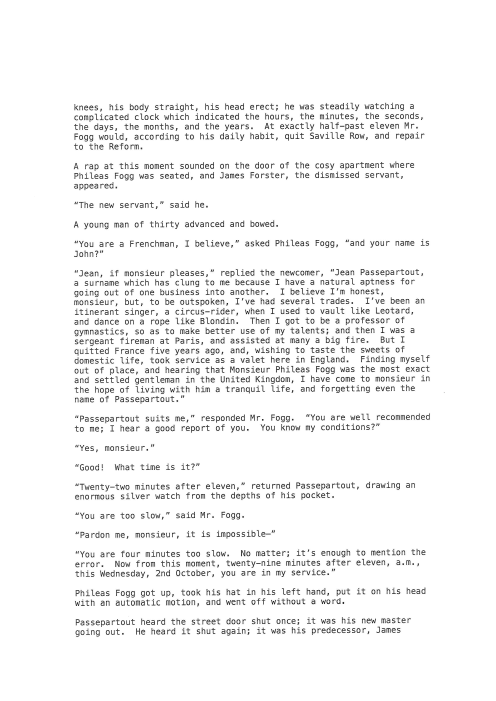 knees, his body straight, his head erect; he was steadily watching a
complicated clock which indicated the hours, the minutes, the seconds,
the days, the months, and the years.  At exactly half-past eleven Mr.
Fogg would, according to his daily habit, quit Saville Row, and repair
to the Reform.

A rap at this moment sounded on the door of the cosy apartment where
Phileas Fogg was seated, and James Forster, the dismissed servant,
appeared.

“The new servant,” said he.

A young man of thirty advanced and bowed.

“You are a Frenchman, I believe,” asked Phileas Fogg, “and your name is
John?”

“Jean, if monsieur pleases,” replied the newcomer, “Jean Passepartout,
a surname which has clung to me because I have a natural aptness for
going out of one business into another.  I believe I’m honest,
monsieur, but, to be outspoken, I’ve had several trades.  I’ve been an
itinerant singer, a circus-rider, when I used to vault like Leotard,
and dance on a rope like Blondin.  Then I got to be a professor of
gymnastics, so as to make better use of my talents; and then I was a
sergeant fireman at Paris, and assisted at many a big fire.  But I
quitted France five years ago, and, wishing to taste the sweets of
domestic life, took service as a valet here in England.  Finding myself
out of place, and hearing that Monsieur Phileas Fogg was the most exact
and settled gentleman in the United Kingdom, I have come to monsieur in
the hope of living with him a tranquil life, and forgetting even the
name of Passepartout.”

“Passepartout suits me,” responded Mr. Fogg.  “You are well recommended
to me; I hear a good report of you.  You know my conditions?”

“Yes, monsieur.”

“Good!  What time is it?”

“Twenty-two minutes after eleven,” returned Passepartout, drawing an
enormous silver watch from the depths of his pocket.

“You are too slow,” said Mr. Fogg.

“Pardon me, monsieur, it is impossible—”

“You are four minutes too slow.  No matter; it’s enough to mention the
error.  Now from this moment, twenty-nine minutes after eleven, a.m.,
this Wednesday, 2nd October, you are in my service.”

Phileas Fogg got up, took his hat in his left hand, put it on his head
with an automatic motion, and went off without a word.

Passepartout heard the street door shut once; it was his new master
going out.  He heard it shut again; it was his predecessor, James